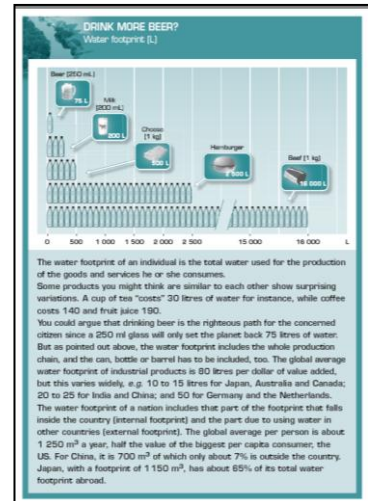 DRINK MORE BEER?
Water footprint (L)
Beer (250 mL)
75 L
Milk
(200 mL)
200 L
Cheese
(1 kg)
500 L
Hamburger
2 500 L
Beef (1 kg)
16 000 L
0 500 1 000 1 500 2 000 2 500 15 000 16 000 L
The water footprint of an individual is the total water used for the production
of the goods and services he or she consumes.
Some products you might think are similar to each other show surprising
variations. A cup of tea “costs” 30 litres of water for instance, while coffee
costs 140 and fruit juice 190.
You could argue that drinking beer is the righteous path for the concerned
citizen since a 250 ml glass will only set the planet back 75 litres of water.
But as pointed out above, the water footprint includes the whole production
chain, and the can, bottle or barrel has to be included, too. The global average
water footprint of industrial products is 80 litres per dollar of value added,
but this varies widely, e.g. 10 to 15 litres for Japan, Australia and Canada;
20 to 25 for India and China; and 50 for Germany and the Netherlands.
The water footprint of a nation includes that part of the footprint that falls
inside the country (internal footprint) and the part due to using water in
other countries (external footprint). The global average per person is about
1 250 m³ a year, half the value of the biggest per capita consumer, the
US. For China, it is 700 m³ of which only about 7% is outside the country.
Japan, with a footprint of 1150 m³, has about 65% of its total water
footprint abroad.